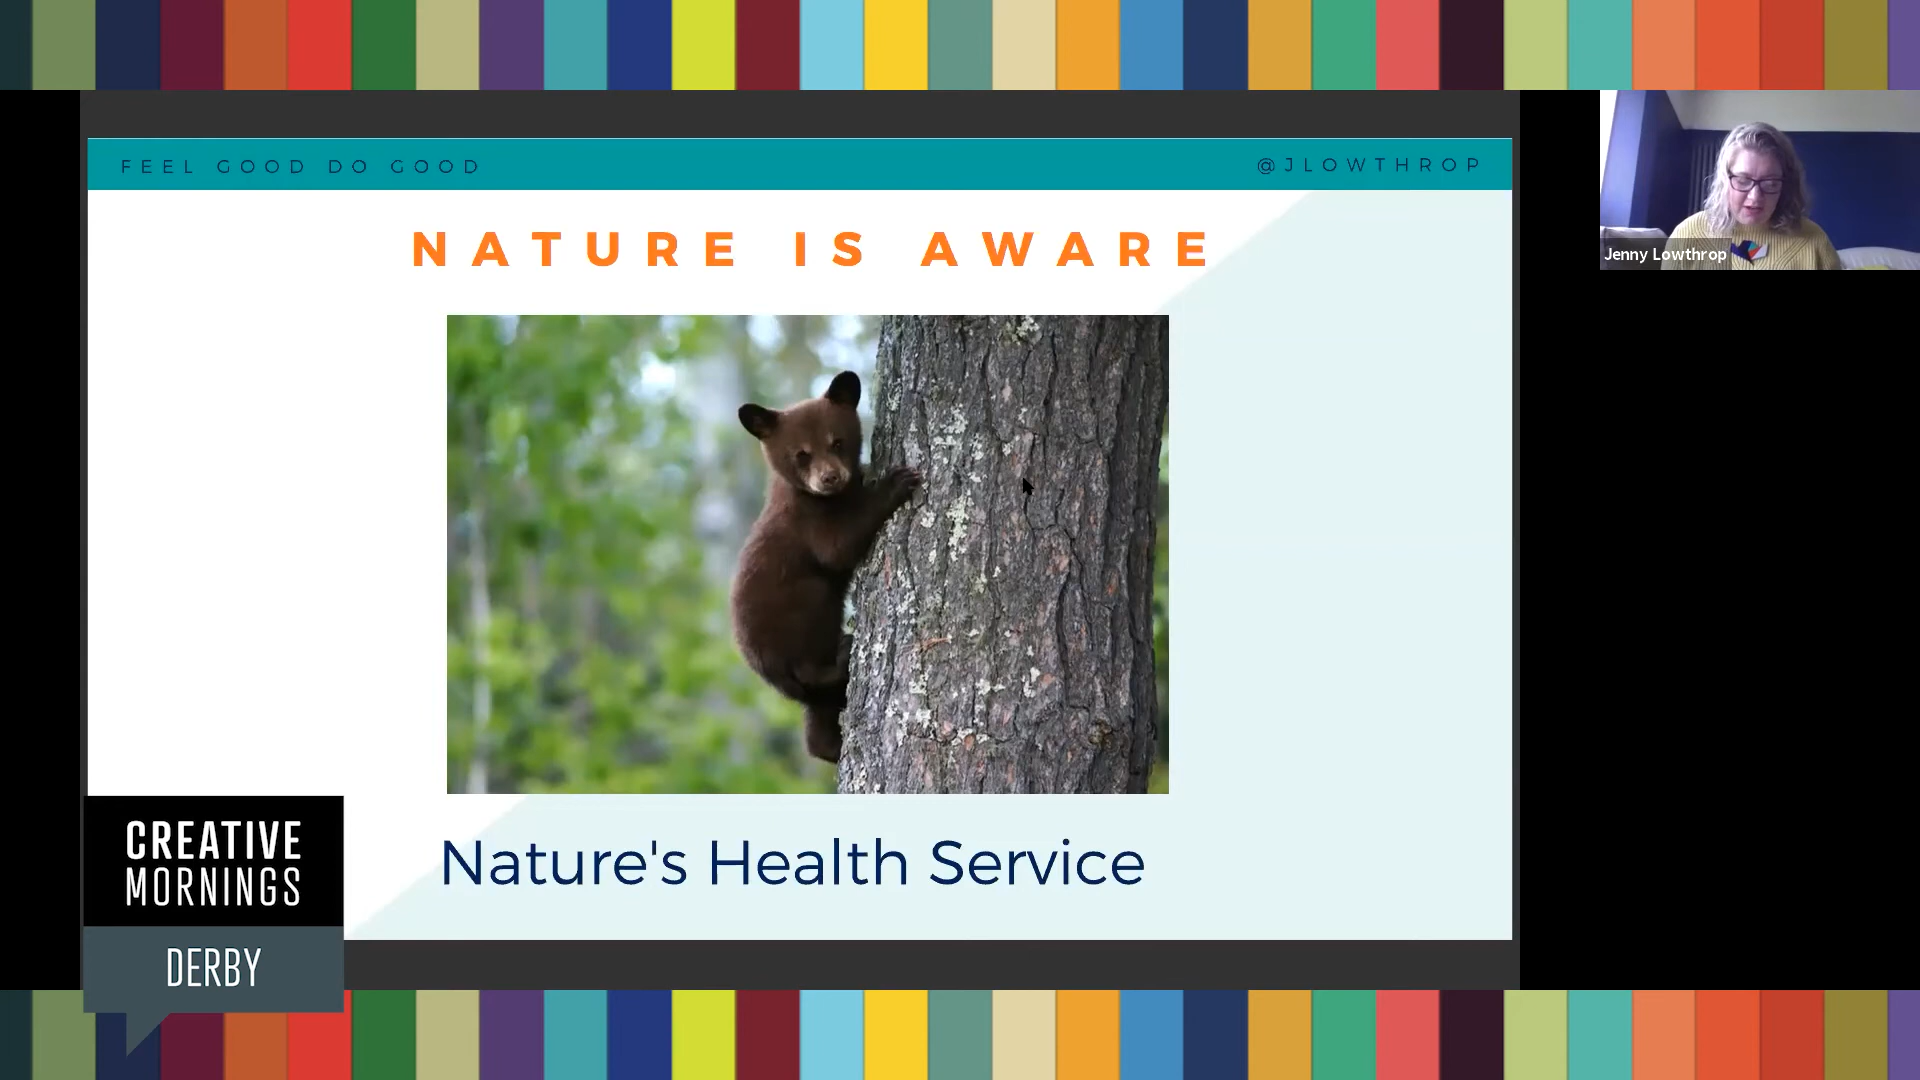 FEEL GOOD DO GOOD
@JLOWTHROP
NATURE IS AWARE
Jenny Lowthrop
Nature's Health Service
CREATIVE
MORNINGS
DERBY